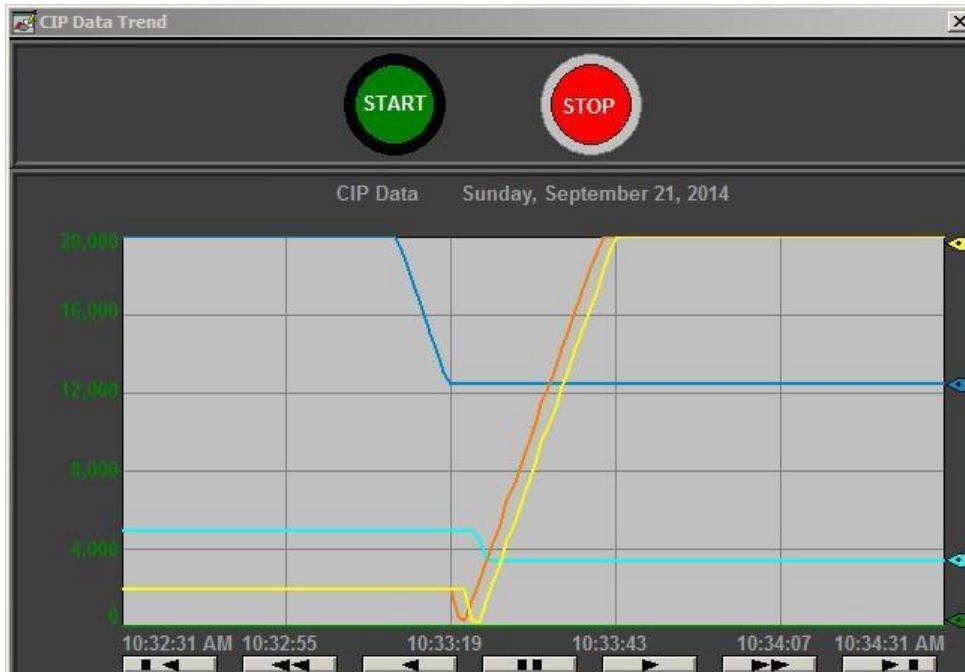 CIP Data Trend
START
STOP
CIP Data Sunday, September 21, 2014
20,000
16,000
12,000
8,000
4,000
0
10:32:31 AM 10:32:55 10:33:19 10:33:43 10:34:07 10:34:31 AM